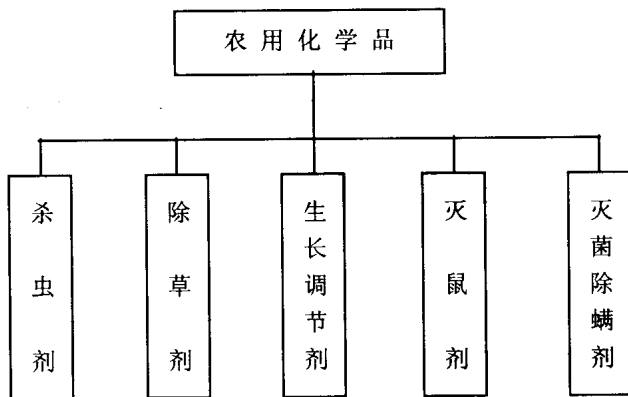 农用化学品
杀虫剂
除草剂
生长调节剂
灭鼠剂
灭菌除螨剂